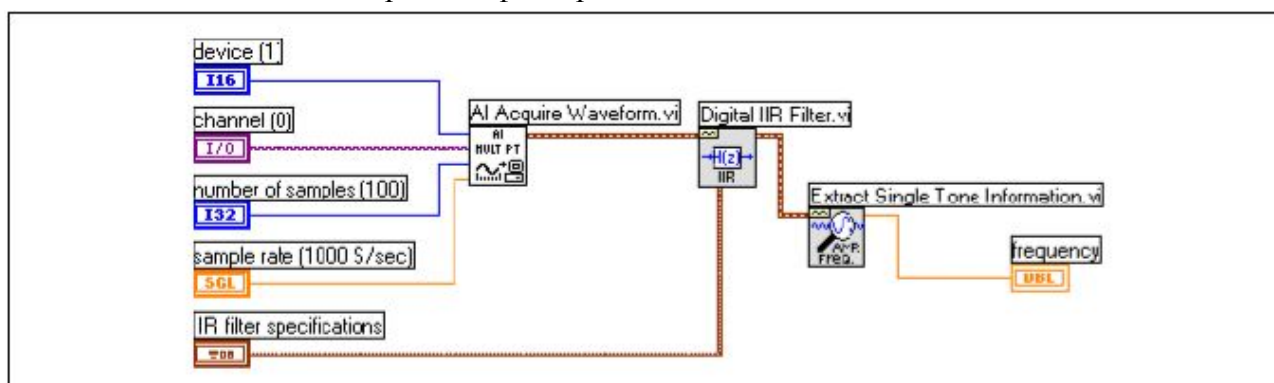 device (1)
I16
channel (0)
I/O
number of samples (100)
I32
sample rate (1000 S/sec)
SGL
IIR filter specifications
AI Acquire Waveform.vi
AI
MULT PT
Digital IIR Filter.vi
H(z)
IIR
Extract Single Tone Information.vi
AMP.
FREQ.
frequency
DBL